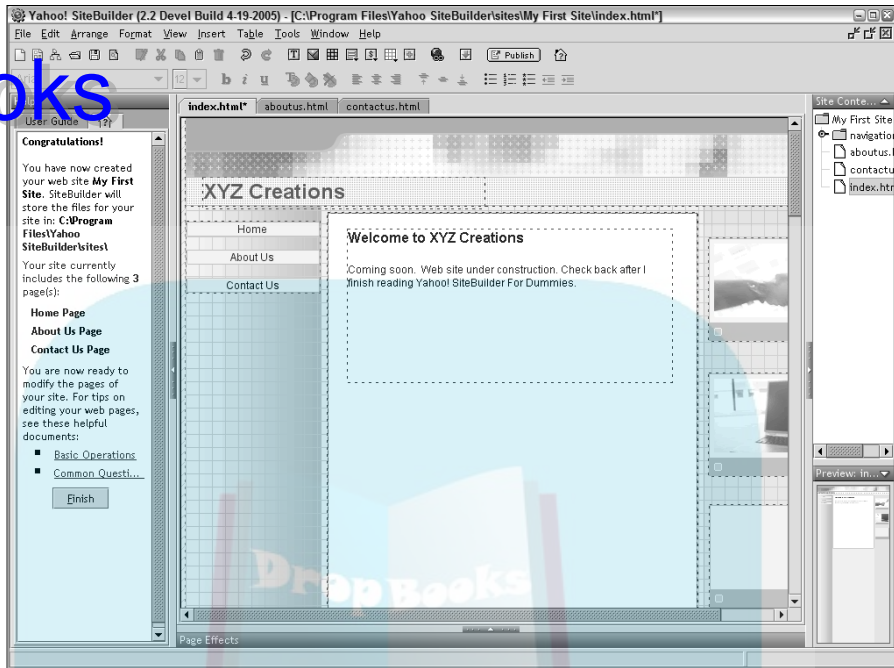 Yahoo! SiteBuilder (2.2 Devel Build 4-19-2005) - [C:\Program Files\Yahoo SiteBuilder\sites\My First Site\index.html*]
File Edit Arrange Format View Insert Table Tools Window Help
Publish
12
b i u
oks
User Guide
index.html* aboutus.html contactus.html
Congratulations!
You have now created
your web site My First
Site. SiteBuilder will
store the files for your
site in: C:\Program
Files\Yahoo
SiteBuilder\sites\
Your site currently
includes the following 3
page(s):
Home Page
About Us Page
Contact Us Page
You are now ready to
modify the pages of
your site. For tips on
editing your web pages,
see these helpful
documents:
Basic Operations
Common Questi...
Finish
XYZ Creations
Home
About Us
Contact Us
Welcome to XYZ Creations
Coming soon. Web site under construction. Check back after I
finish reading Yahoo! SiteBuilder For Dummies.
Drop Books
Page Effects
Site Conte...
My First Site
navigation
aboutus.h
contactu
index.htm
Preview: in...